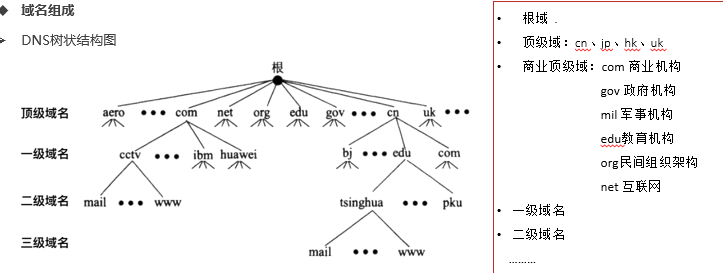 域名组成
DNS树状结构图
根
顶级域名 aero ••• com net org edu gov ••• cn uk •••
一级域名 cctv ••• ibm huawei bj ••• edu com
二级域名 mail ••• www tsinghua ••• pku
三级域名 mail ••• www
• 根域 .
• 顶级域：cn、jp、hk、uk
• 商业顶级域：com 商业机构
gov 政府机构
mil 军事机构
edu教育机构
org民间组织架构
net 互联网
• 一级域名
• 二级域名
………